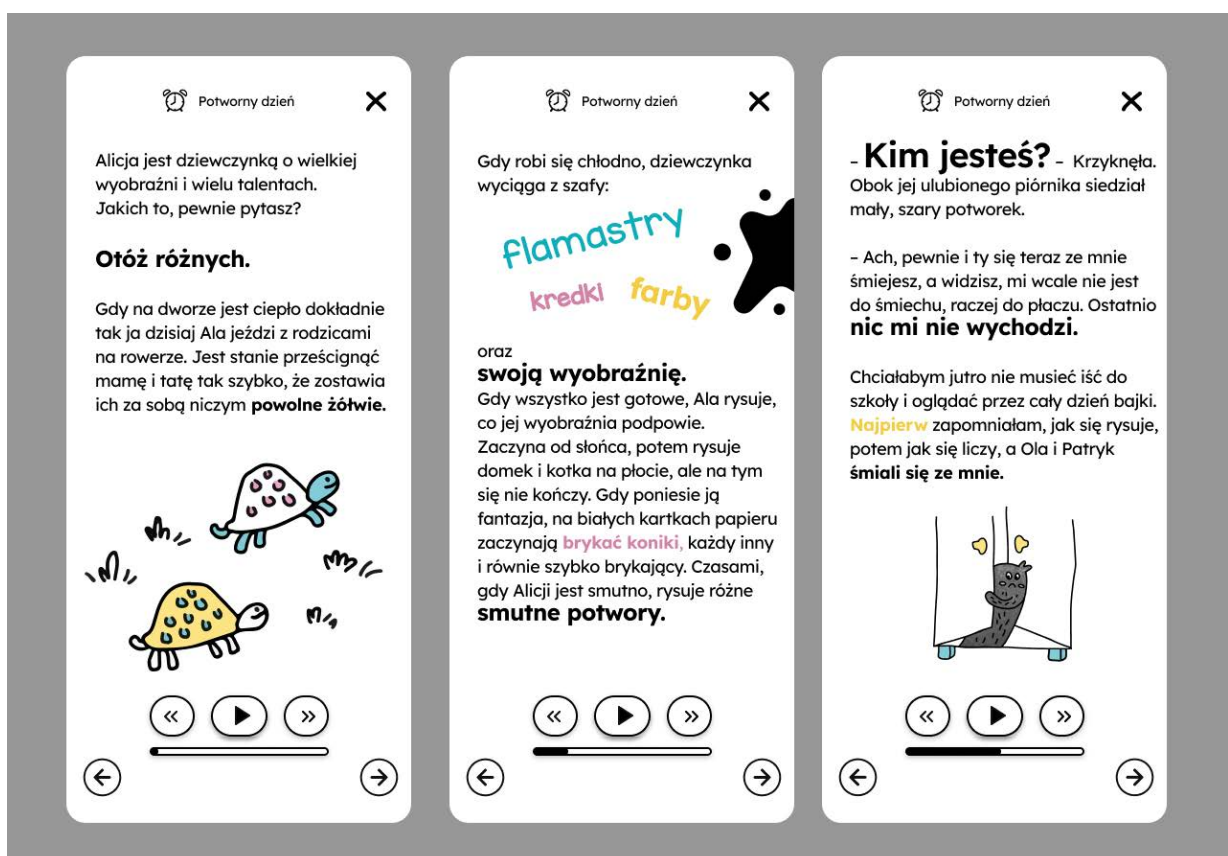 Potworny dzień
Alicja jest dziewczynką o wielkiej
wyobraźni i wielu talentach.
Jakich to, pewnie pytasz?
Otóż różnych.
Gdy na dworze jest ciepło dokładnie
tak ja dzisiaj Ala jeździ z rodzicami
na rowerze. Jest stanie prześcignąć
mamę i tatę tak szybko, że zostawia
ich za sobą niczym powolne żółwie.
Potworny dzień
Gdy robi się chłodno, dziewczynka
wyciąga z szafy:
flamastry
kredki farby
oraz
swoją wyobraźnię.
Gdy wszystko jest gotowe, Ala rysuje,
co jej wyobraźnia podpowie.
Zaczyna od słońca, potem rysuje
domek i kotka na płocie, ale na tym
się nie kończy. Gdy poniesie ją
fantazja, na białych kartkach papieru
zaczynają brykać koniki, każdy inny
i równie szybko brykający. Czasami,
gdy Alicji jest smutno, rysuje różne
smutne potwory.
Potworny dzień
– Kim jesteś? – Krzyknęła.
Obok jej ulubionego piórnika siedział
mały, szary potworek.
– Ach, pewnie i ty się teraz ze mnie
śmiejesz, a widzisz, mi wcale nie jest
do śmiechu, raczej do płaczu. Ostatnio
nic mi nie wychodzi.
Chciałabym jutro nie musieć iść do
szkoły i oglądać przez cały dzień bajki.
Najpierw zapomniałam, jak się rysuje,
potem jak się liczy, a Ola i Patryk
śmiali się ze mnie.